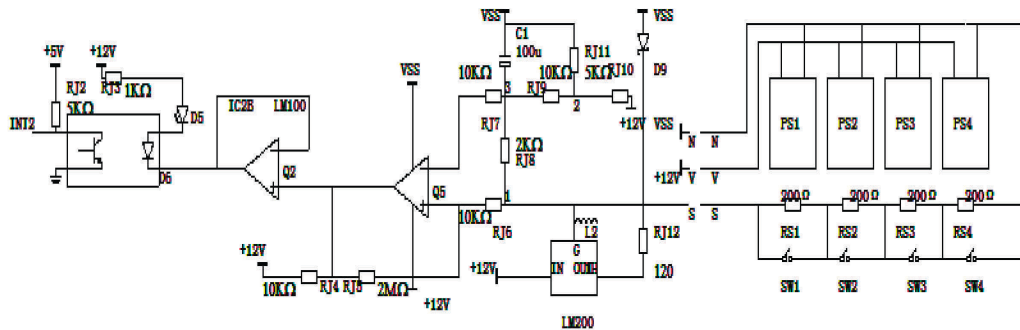 VSS
VSS
C1
100u
+5V
+12V
RJ11
10KΩ
10KΩ
5KΩ
RJ10
D9
RJ2
RJ3
1KΩ
VSS
3
RJ9
2
PS1
PS2
PS3
PS4
5KΩ
IC2B
LM100
D5
+12V
INT2
RJ7
VSS
N
N
2KΩ
RJ8
D6
Q2
+12V
V
V
Q5
10KΩ
1
200Ω
200Ω
200Ω
200Ω
S
S
RJ6
L2
RJ12
RS1
RS2
RS3
RS4
G
+12V
+12V
IN
120
10KΩ
RJ4
RJ5
2MΩ
+12V
SW1
SW2
SW3
SW4
LM200